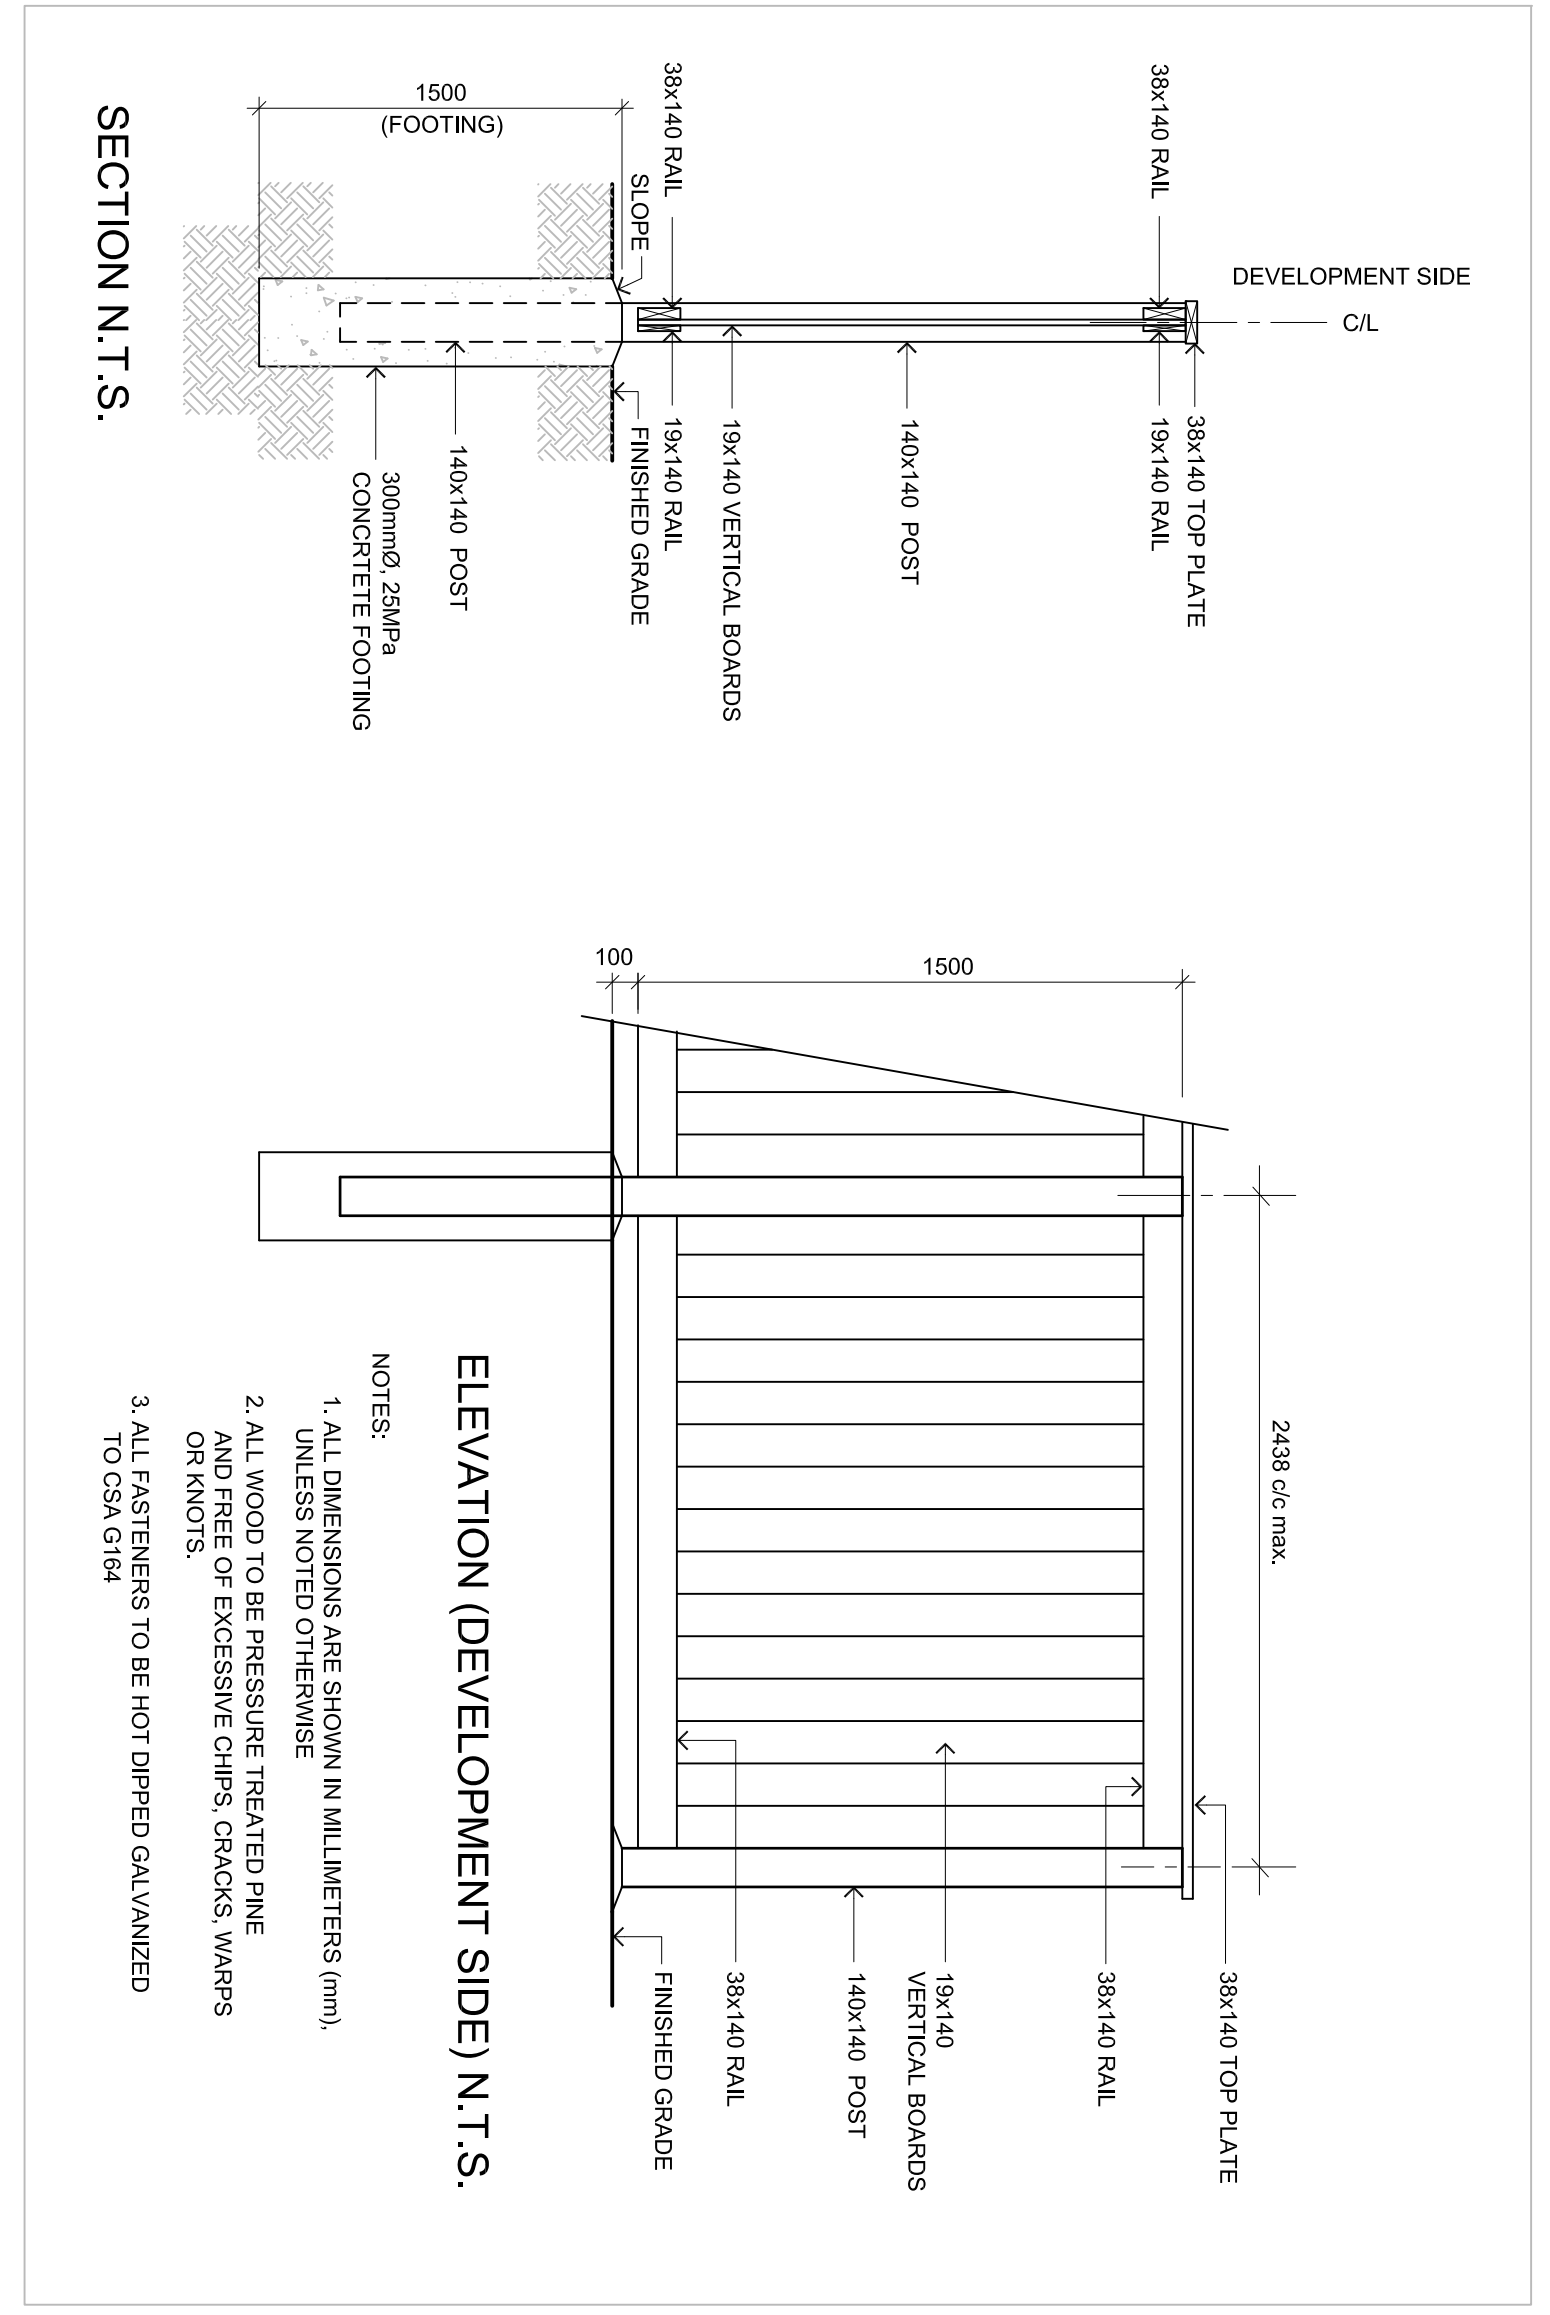 DEVELOPMENT SIDE
C/L
38x140 RAIL
38x140 TOP PLATE
19x140 RAIL
140x140 POST
19x140 VERTICAL BOARDS
38x140 RAIL
19x140 RAIL
SLOPE
FINISHED GRADE
1500
(FOOTING)
140x140 POST
300mmØ, 25MPa
CONCRTETE FOOTING
SECTION N.T.S.
2438 c/c max.
1500
100
38x140 TOP PLATE
38x140 RAIL
19x140
VERTICAL BOARDS
140x140 POST
38x140 RAIL
FINISHED GRADE
ELEVATION (DEVELOPMENT SIDE) N.T.S.
NOTES:
1. ALL DIMENSIONS ARE SHOWN IN MILLIMETERS (mm),
UNLESS NOTED OTHERWISE
2. ALL WOOD TO BE PRESSURE TREATED PINE
AND FREE OF EXCESSIVE CHIPS, CRACKS, WARPS
OR KNOTS.
3. ALL FASTENERS TO BE HOT DIPPED GALVANIZED
TO CSA G164